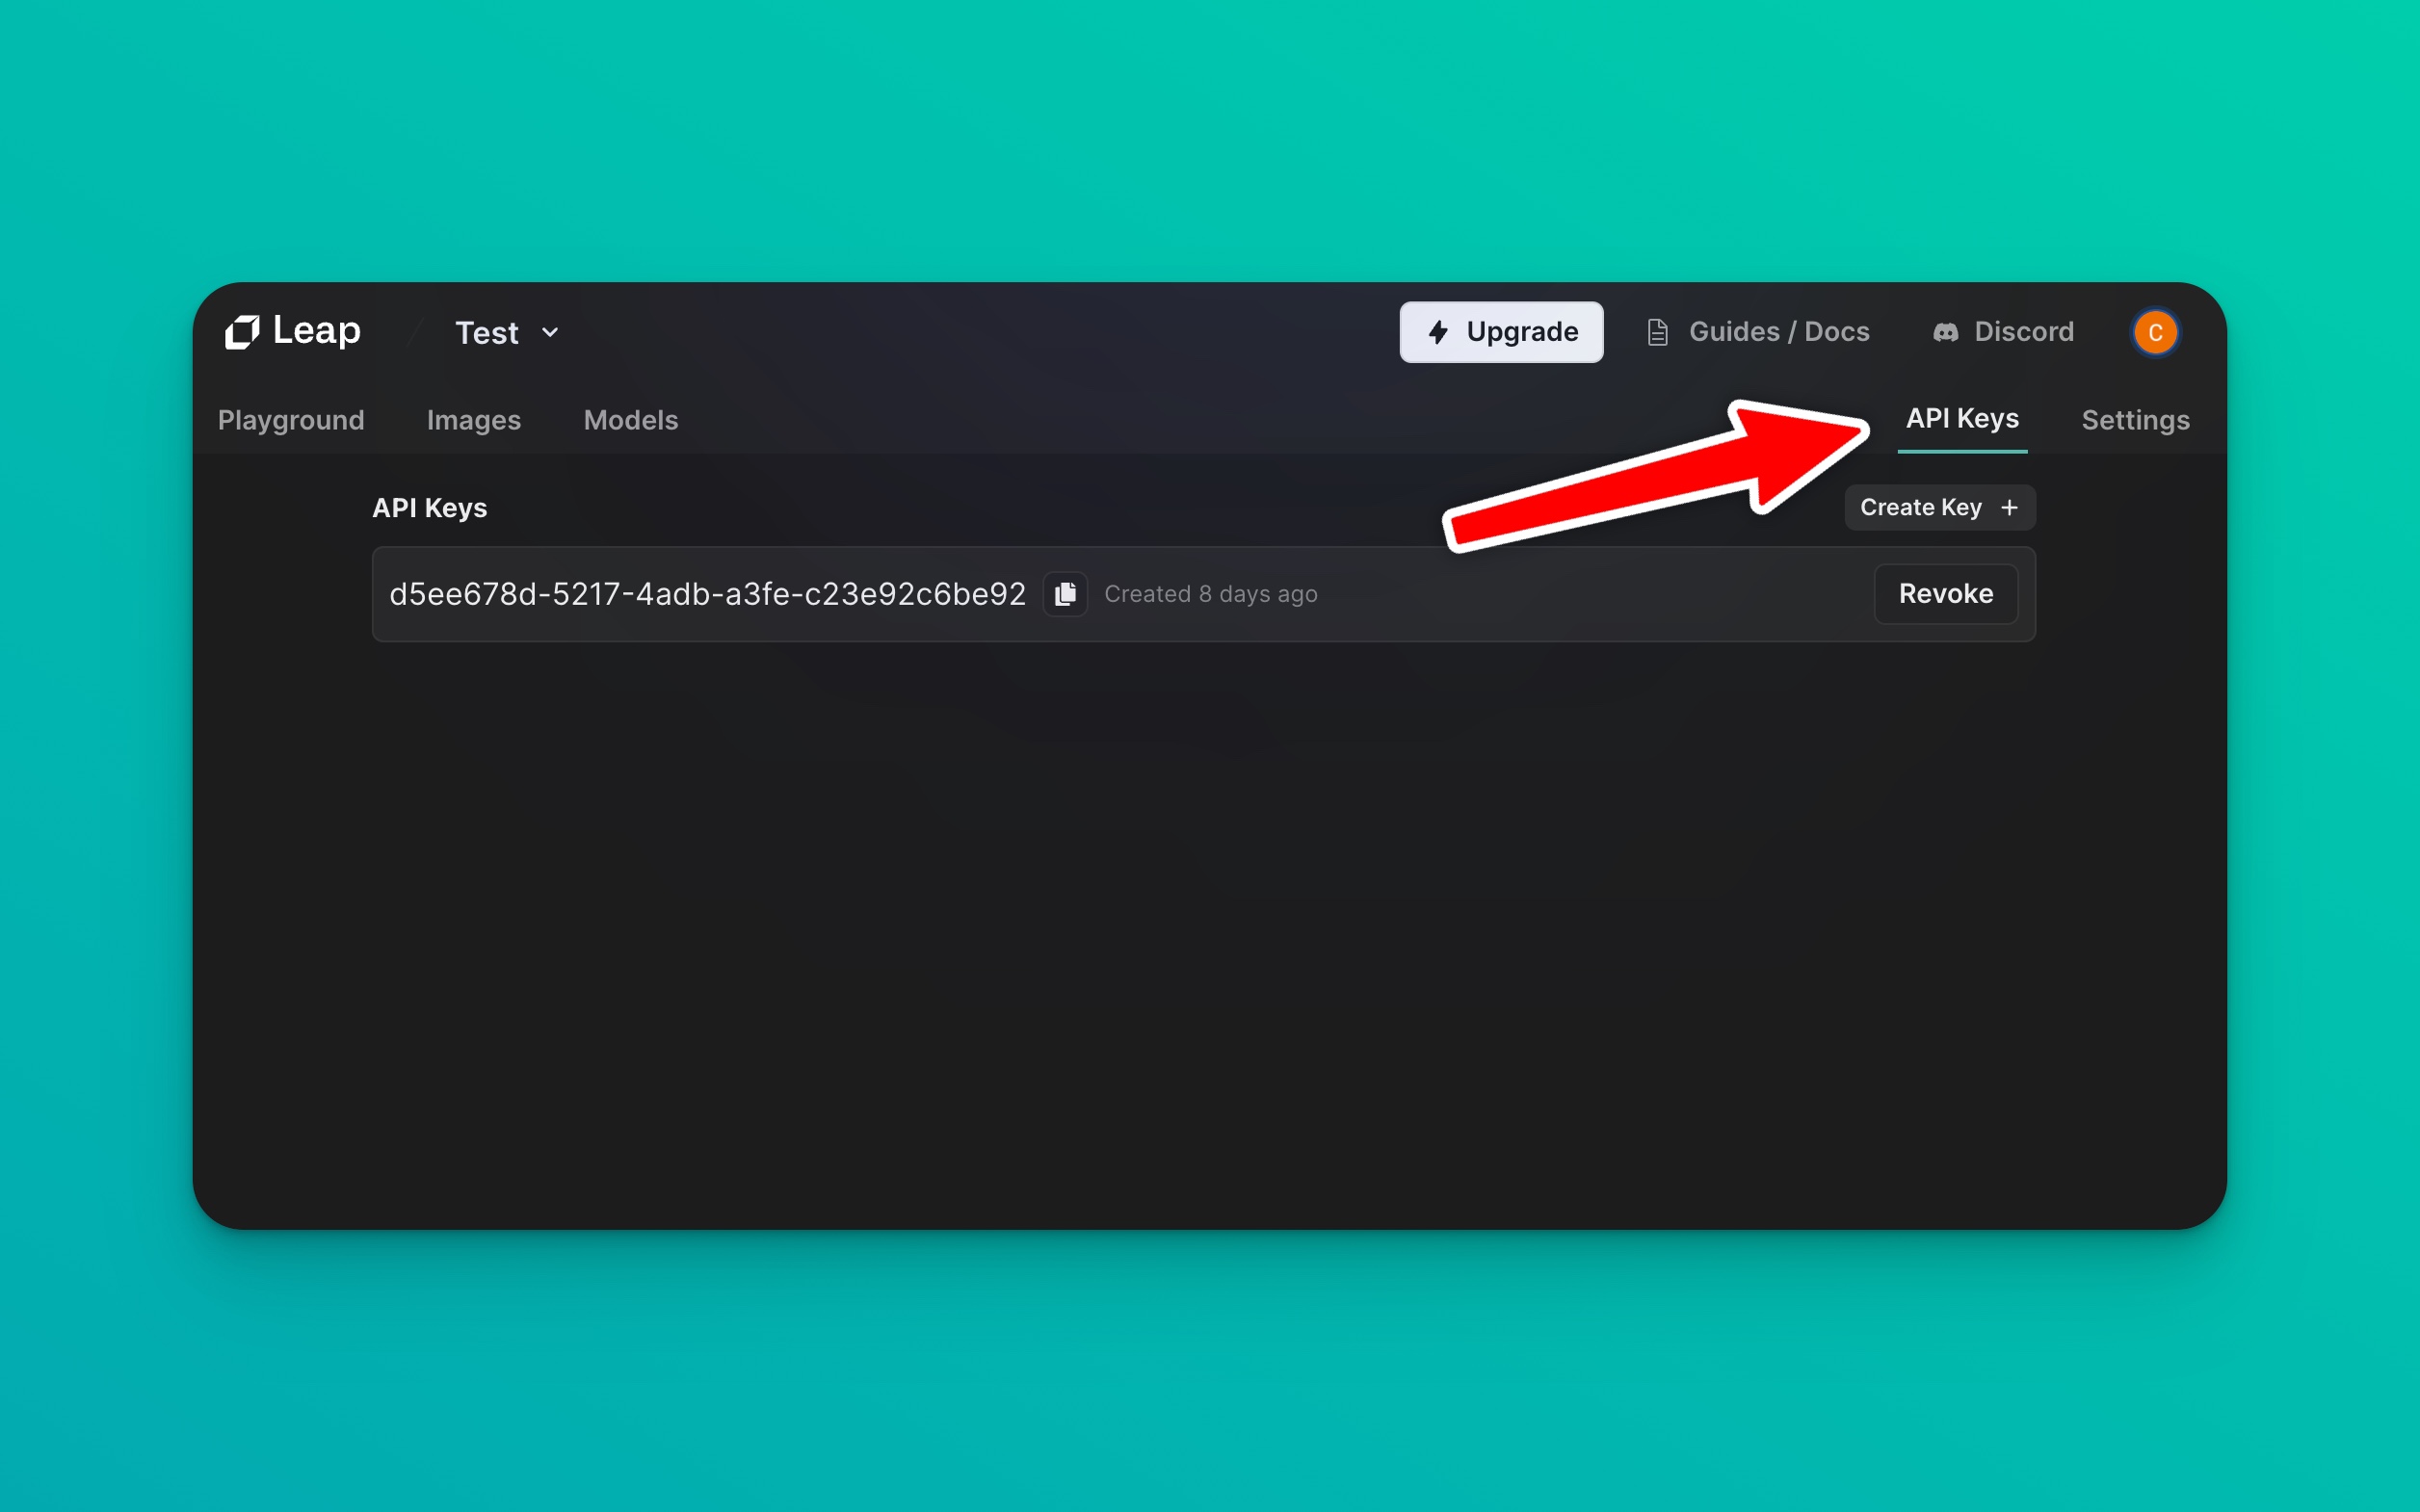 Leap
Test
Upgrade
Guides / Docs
Discord
C
Playground
Images
Models
API Keys
Settings
API Keys
Create Key +
d5ee678d-5217-4adb-a3fe-c23e92c6be92
Created 8 days ago
Revoke